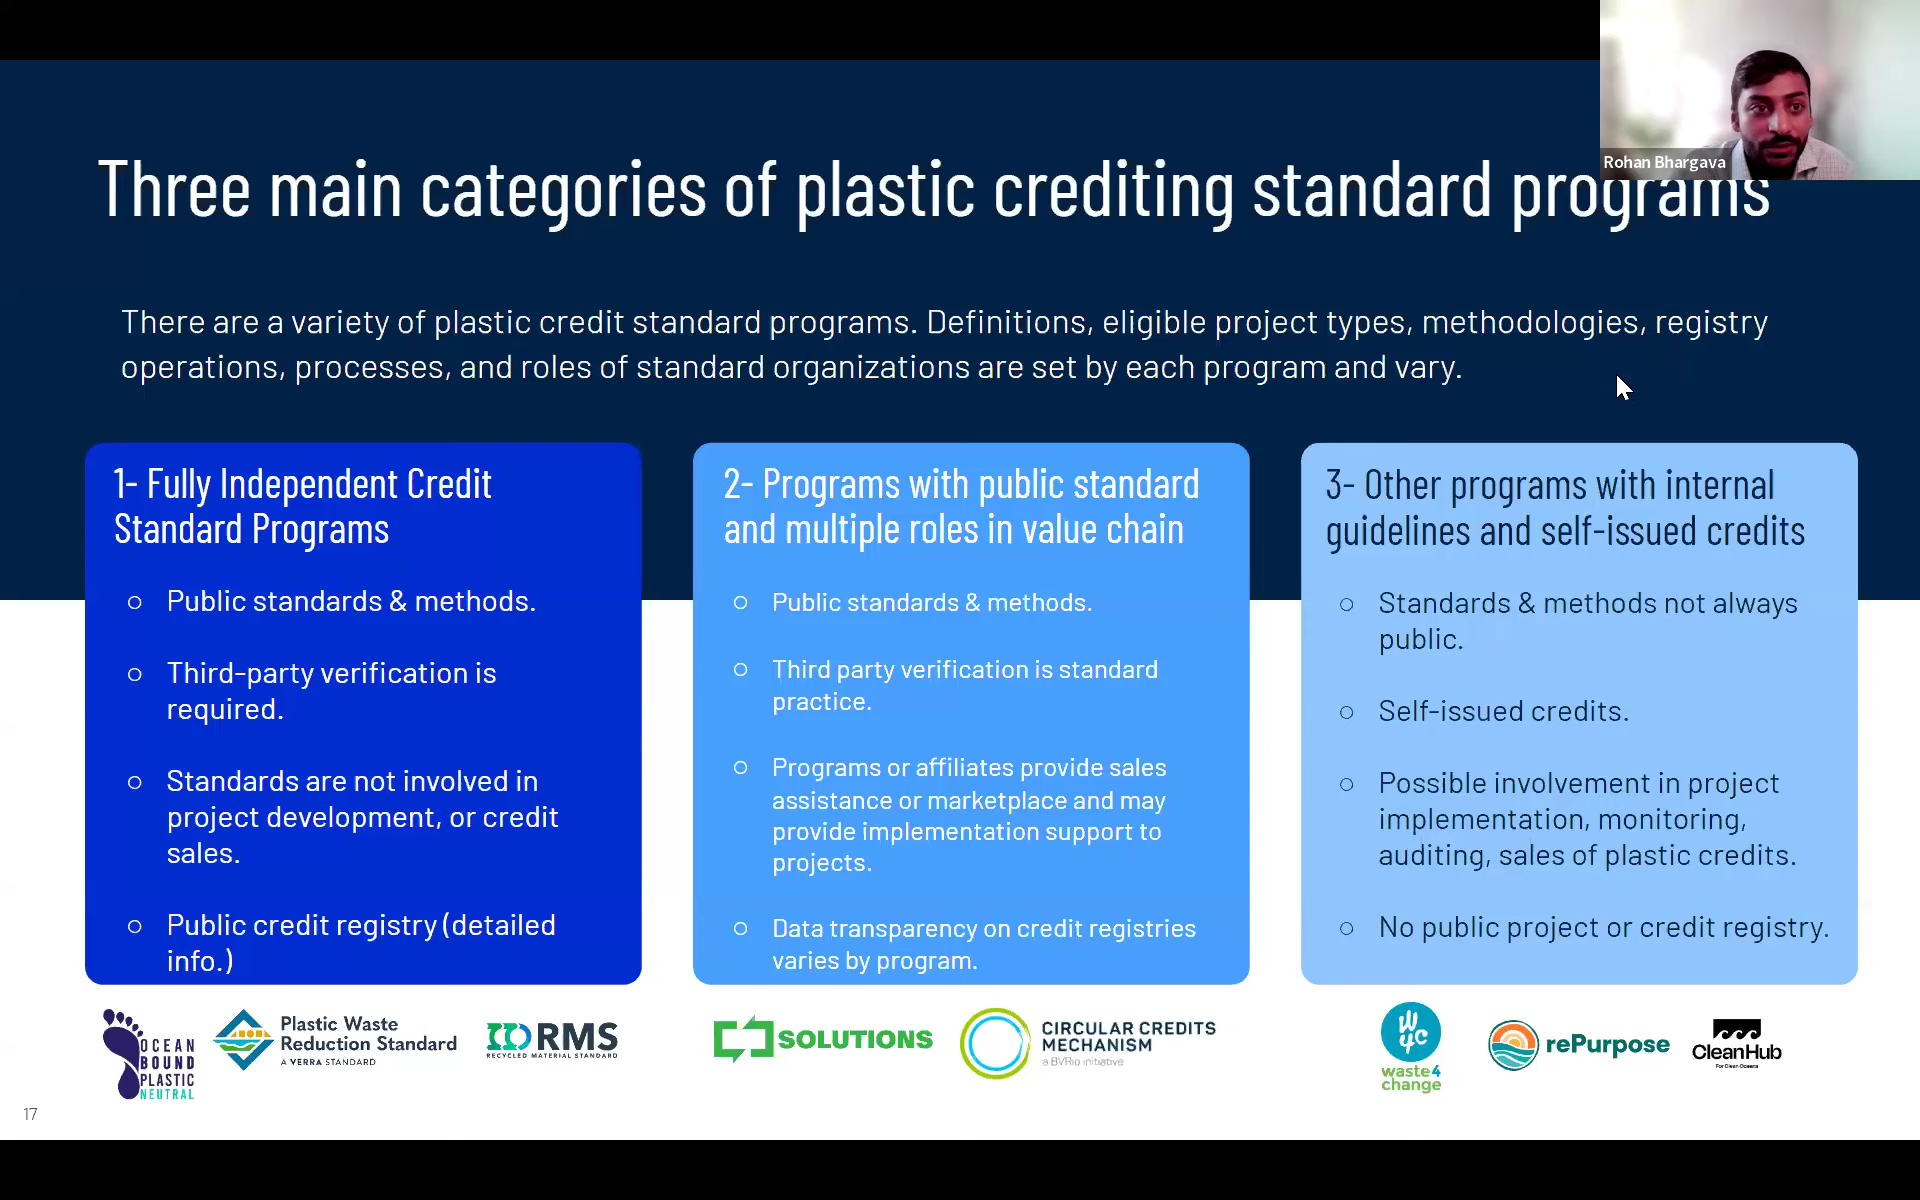 Rohan Bhargava
Three main categories of plastic crediting standard programs
There are a variety of plastic credit standard programs. Definitions, eligible project types, methodologies, registry
operations, processes, and roles of standard organizations are set by each program and vary.
1- Fully Independent Credit
Standard Programs
○ Public standards & methods.
○ Third-party verification is
required.
○ Standards are not involved in
project development, or credit
sales.
○ Public credit registry (detailed
info.)
2- Programs with public standard
and multiple roles in value chain
○ Public standards & methods.
○ Third party verification is standard
practice.
○ Programs or affiliates provide sales
assistance or marketplace and may
provide implementation support to
projects.
○ Data transparency on credit registries
varies by program.
3- Other programs with internal
guidelines and self-issued credits
○ Standards & methods not always
public.
○ Self-issued credits.
○ Possible involvement in project
implementation, monitoring,
auditing, sales of plastic credits.
○ No public project or credit registry.
OCEAN
BOUND
PLASTIC
NEUTRAL
Plastic Waste
Reduction Standard
A VERRA STANDARD
RMS
RECYCLED MATERIAL STANDARD
SOLUTIONS
CIRCULAR CREDITS
MECHANISM
a BVRio initiative
W4C
waste4
change
rePurpose
CleanHub
For Clean Oceans
17